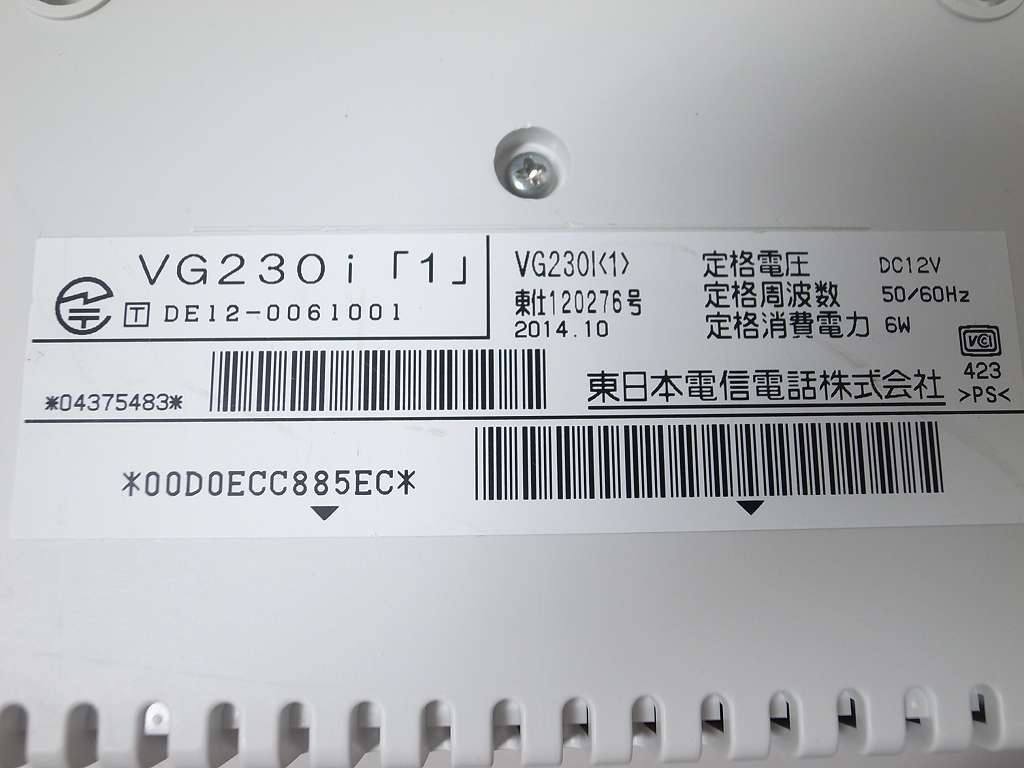 VG230i「1」
T DE12-0061001
VG230I<1>
東仕120276号
2014.10
定格電圧 DC12V
定格周波数 50/60Hz
定格消費電力 6W
VCI
423
>PS<
*04375483*
東日本電信電話株式会社
*00D0ECC885EC*